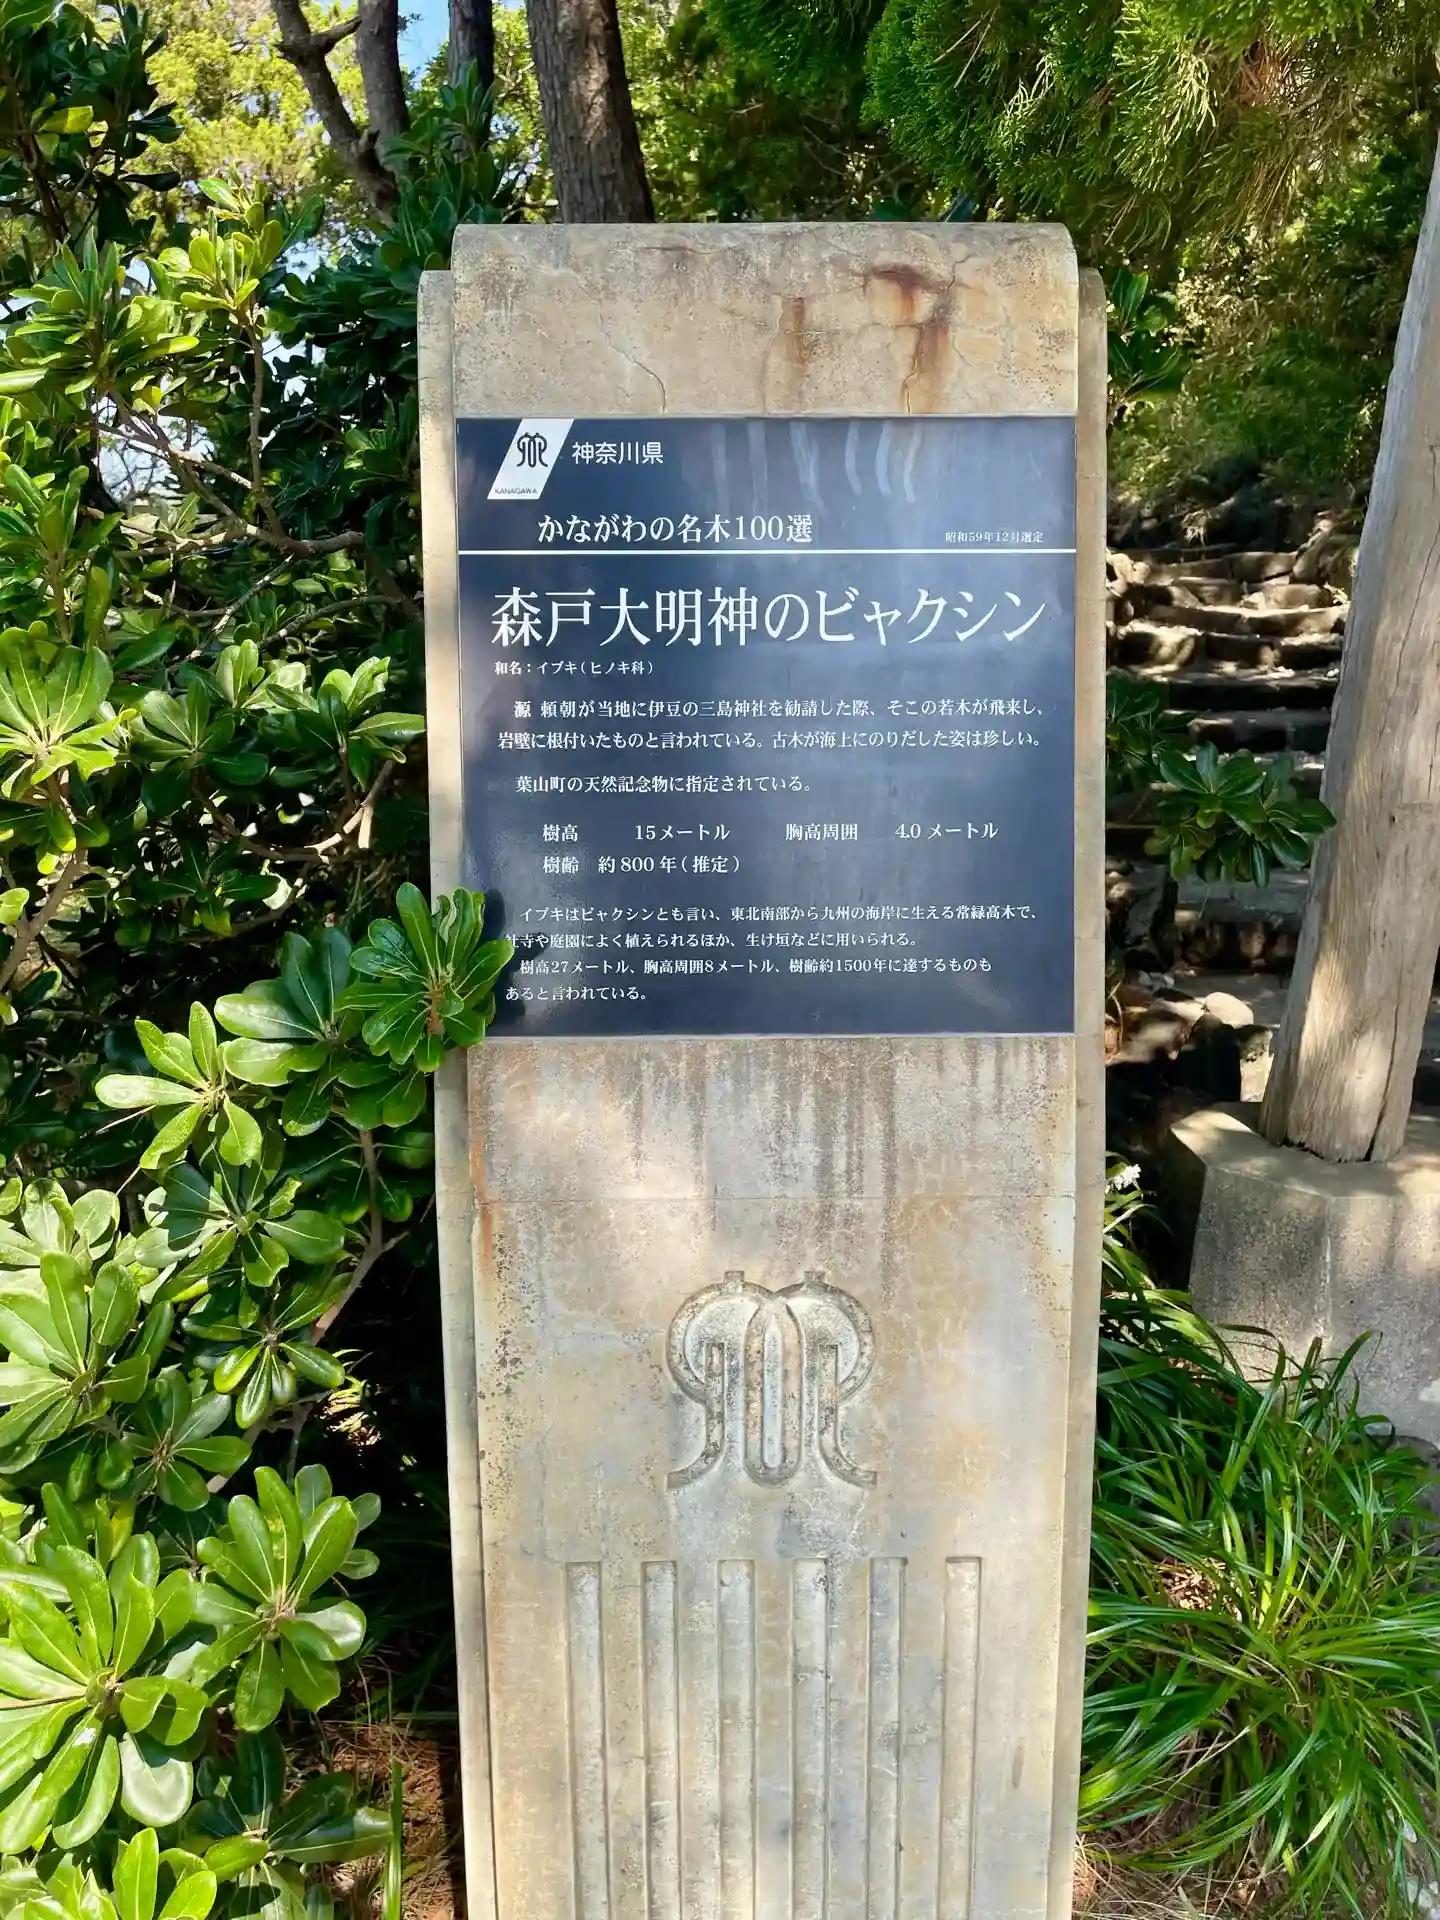 神奈川県
KANAGAWA
かながわの名木100選
昭和59年12月選定
森戸大明神のビャクシン
和名：イブキ(ヒノキ科)
源 頼朝が当地に伊豆の三島神社を勧請した際、そこの若木が飛来し、
岩壁に根付いたものと言われている。古木が海上にのりだした姿は珍しい。
葉山町の天然記念物に指定されている。
樹高 15メートル 胸高周囲 4.0 メートル
樹齢 約 800 年 ( 推定 )
イブキはビャクシンとも言い、東北南部から九州の海岸に生える常緑高木で、
社寺や庭園によく植えられるほか、生け垣などに用いられる。
樹高27メートル、胸高周囲8メートル、樹齢約1500年に達するものも
あると言われている。